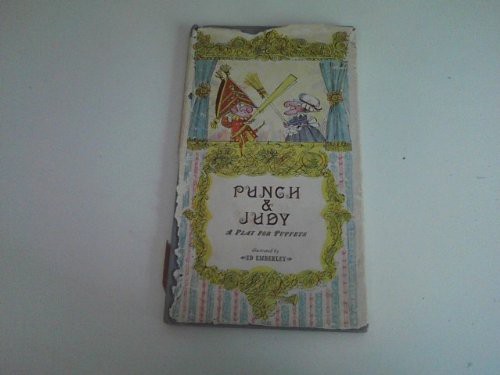 PUNCH
&
JUDY
A PLAY FOR PUPPETS
illustrated by
ED EMBERLEY